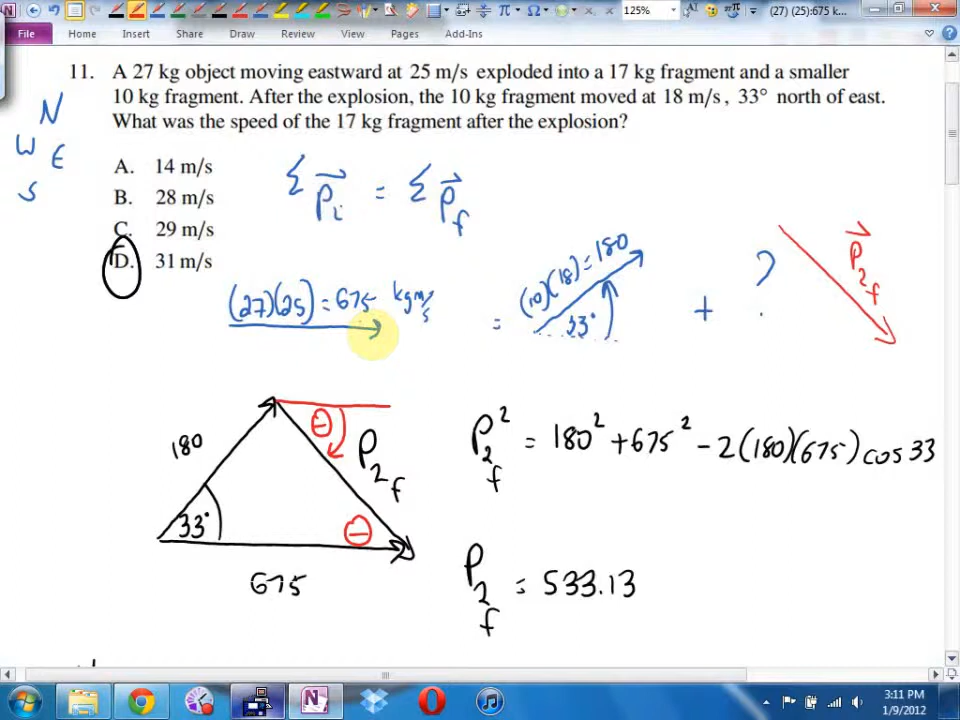 125%
(27) (25):675 k...
File Home Insert Share Draw Review View Pages Add-Ins
11. A 27 kg object moving eastward at 25 m/s exploded into a 17 kg fragment and a smaller
10 kg fragment. After the explosion, the 10 kg fragment moved at 18 m/s, 33° north of east.
What was the speed of the 17 kg fragment after the explosion?
N
W E
S
A. 14 m/s
B. 28 m/s
C. 29 m/s
D. 31 m/s
Σ P⃗i = Σ P⃗f
(27)(25) = 675 kg m/s
= (10)(18) = 180
33°
+ ?
P⃗2f
180
33°
675
Θ
Θ
P2f
P2f² = 180² + 675² - 2(180)(675) cos 33
P2f = 533.13
3:11 PM
1/9/2012